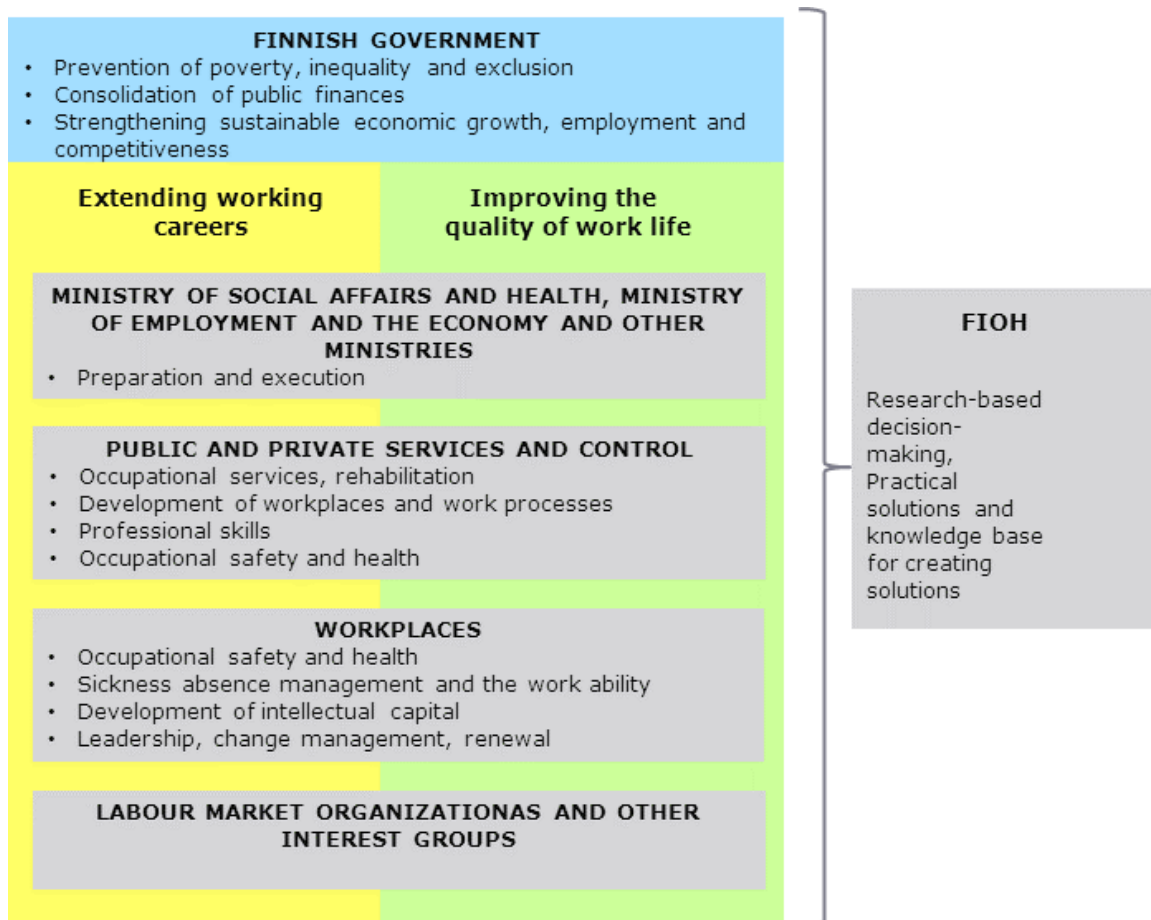 FINNISH GOVERNMENT
• Prevention of poverty, inequality and exclusion
• Consolidation of public finances
• Strengthening sustainable economic growth, employment and
competitiveness
Extending working
careers
Improving the
quality of work life
MINISTRY OF SOCIAL AFFAIRS AND HEALTH, MINISTRY
OF EMPLOYMENT AND THE ECONOMY AND OTHER
MINISTRIES
• Preparation and execution
PUBLIC AND PRIVATE SERVICES AND CONTROL
• Occupational services, rehabilitation
• Development of workplaces and work processes
• Professional skills
• Occupational safety and health
WORKPLACES
• Occupational safety and health
• Sickness absence management and the work ability
• Development of intellectual capital
• Leadership, change management, renewal
LABOUR MARKET ORGANIZATIONAS AND OTHER
INTEREST GROUPS
FIOH
Research-based
decision-
making,
Practical
solutions and
knowledge base
for creating
solutions